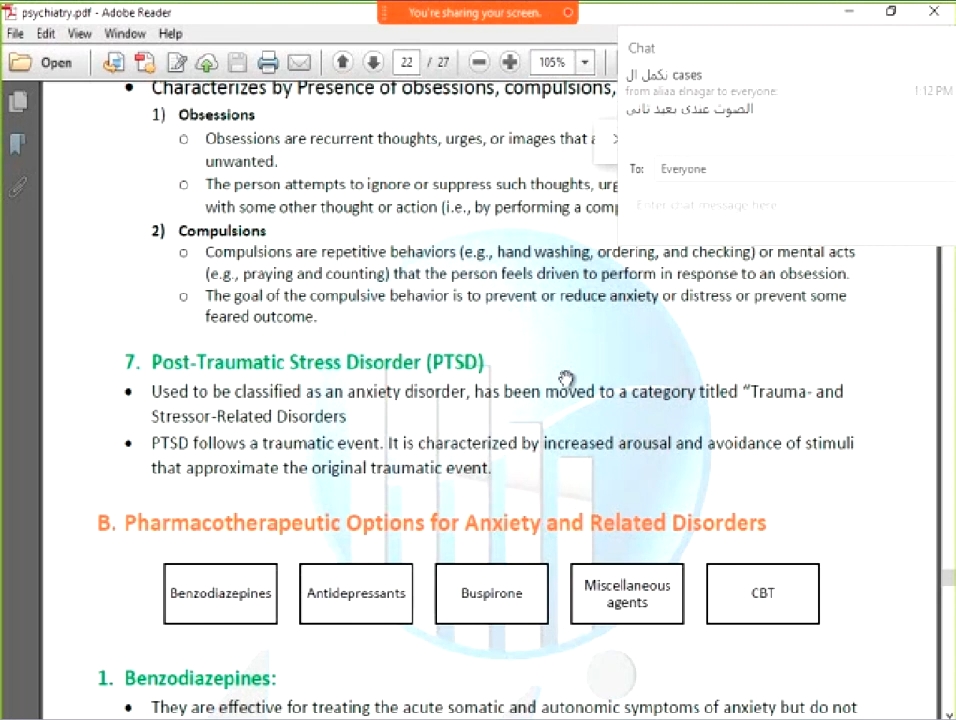 psychiatry.pdf - Adobe Reader
You're sharing your screen.
File Edit View Window Help
Open 22 / 27 105%
Chat
نكمل ال cases
from aliaa elnagar to everyone:
1:12 PM
الصوت عندى بعيد تانى
To: Everyone
Enter chat message here
• Characterizes by Presence of obsessions, compulsions,
1) Obsessions
o Obsessions are recurrent thoughts, urges, or images that
unwanted.
o The person attempts to ignore or suppress such thoughts,
with some other thought or action (i.e., by performing a
2) Compulsions
o Compulsions are repetitive behaviors (e.g., hand washing, ordering, and checking) or mental acts
(e.g., praying and counting) that the person feels driven to perform in response to an obsession.
o The goal of the compulsive behavior is to prevent or reduce anxiety or distress or prevent some
feared outcome.
7. Post-Traumatic Stress Disorder (PTSD)
• Used to be classified as an anxiety disorder, has been moved to a category titled “Trauma- and
Stressor-Related Disorders
• PTSD follows a traumatic event. It is characterized by increased arousal and avoidance of stimuli
that approximate the original traumatic event.
B. Pharmacotherapeutic Options for Anxiety and Related Disorders
Benzodiazepines
Antidepressants
Buspirone
Miscellaneous
agents
CBT
1. Benzodiazepines:
• They are effective for treating the acute somatic and autonomic symptoms of anxiety but do not